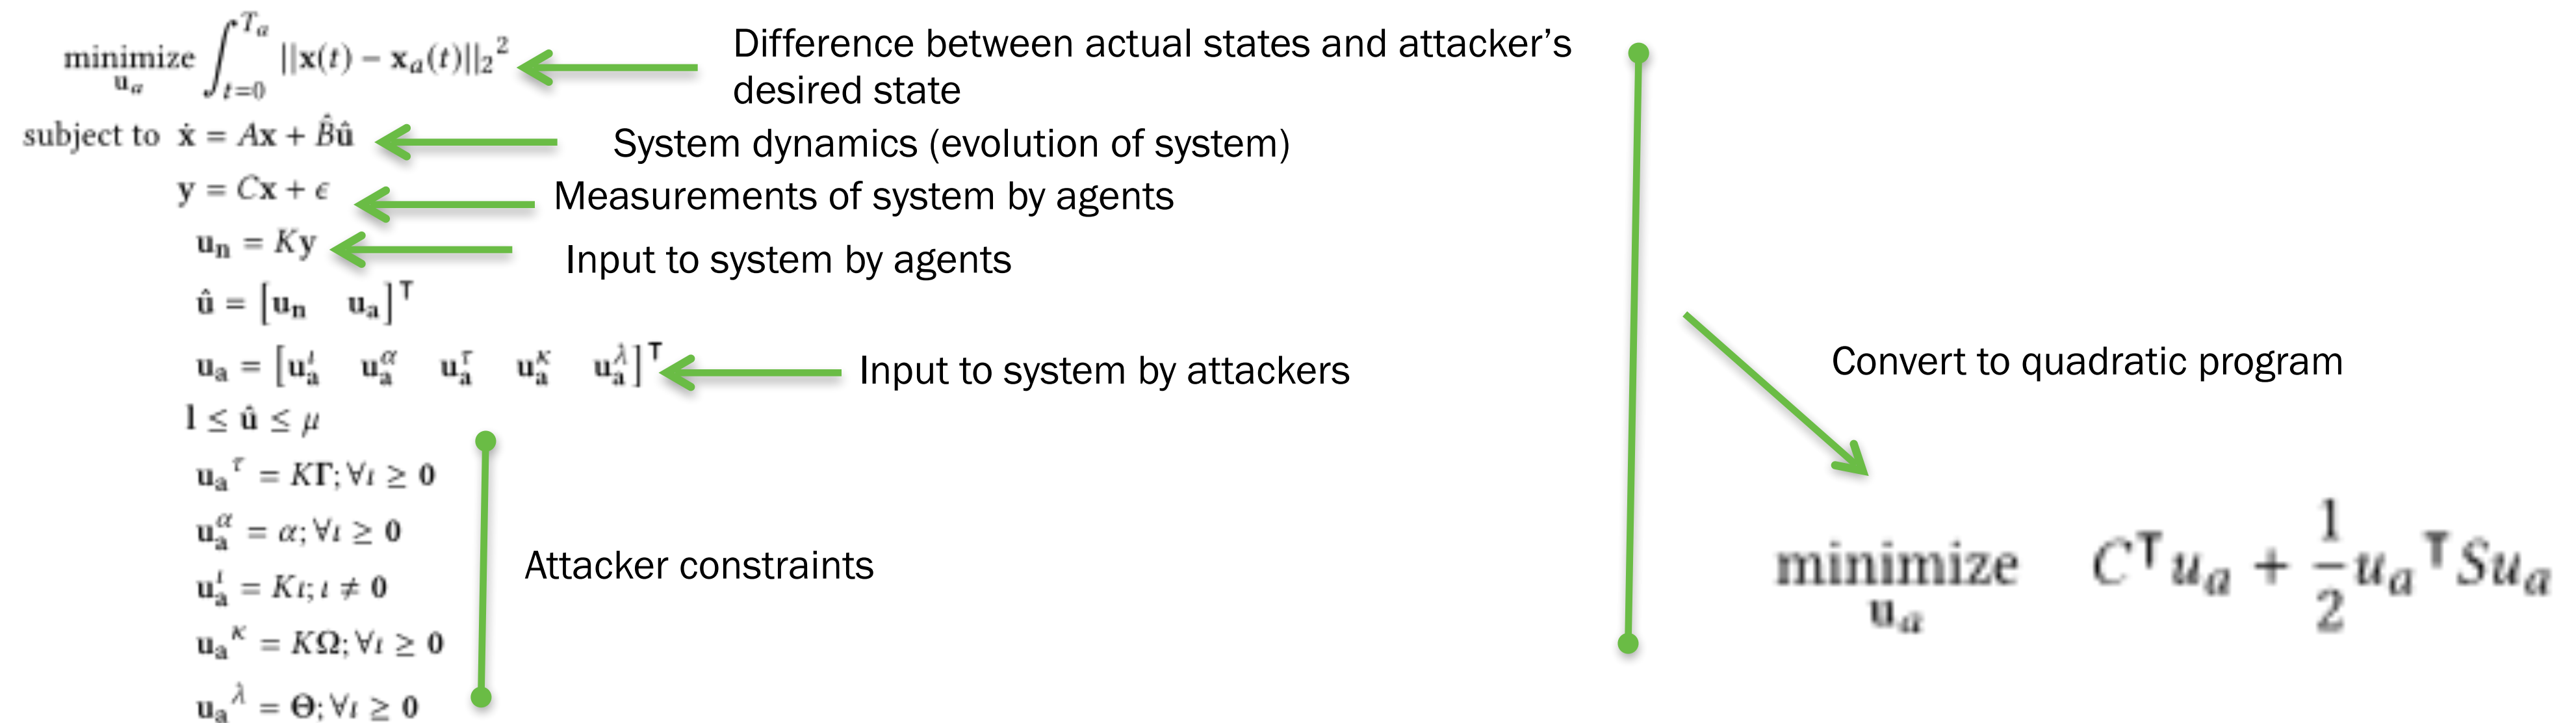 minimize ∫_{t=0}^{T_a} ||x(t) − x_a(t)||_2^2
u_a
Difference between actual states and attacker's
desired state
subject to ẋ = Ax + B̂û
System dynamics (evolution of system)
y = Cx + ϵ
Measurements of system by agents
u_n = Ky
Input to system by agents
û = [u_n u_a]^⊤
u_a = [u_a^ι u_a^α u_a^τ u_a^κ u_a^λ]^⊤
Input to system by attackers
l ≤ û ≤ μ
u_a^τ = KΓ; ∀ι ≥ 0
u_a^α = α; ∀ι ≥ 0
u_a^ι = Kι; ι ≠ 0
u_a^κ = KΩ; ∀ι ≥ 0
u_a^λ = Θ; ∀ι ≥ 0
Attacker constraints
Convert to quadratic program
minimize C^⊤ u_a + 1/2 u_a^⊤ S u_a
u_a